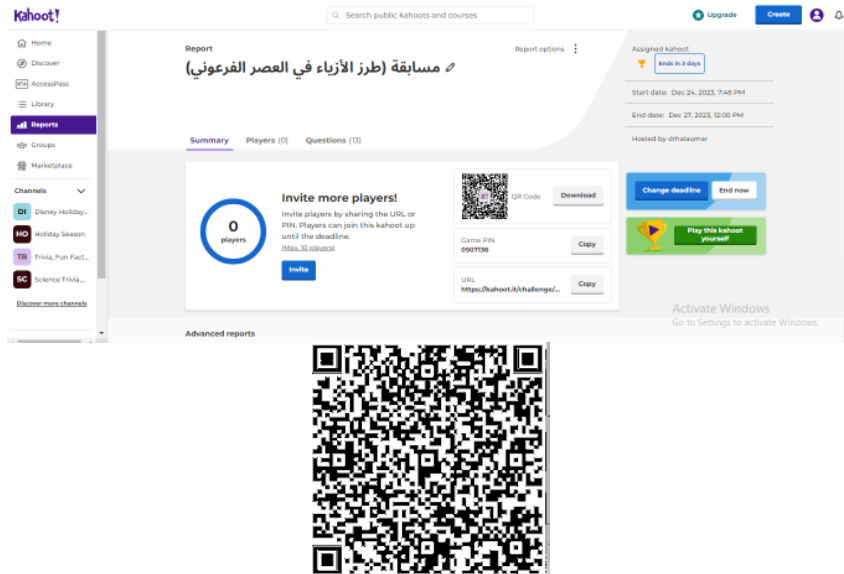 Kahoot!
Search public kahoots and courses
Upgrade
Create
Home
Discover
AccessPass
Library
Reports
Groups
Marketplace
Channels
DI Disney Holiday...
HO Holiday Season
TR Trivia, Fun Fact...
SC Science Trivia,...
Discover more channels
Report
Report options
مسابقة (طرز الأزياء في العصر الفرعوني)
Summary
Players (0)
Questions (13)
0
players
Invite more players!
Invite players by sharing the URL or
PIN. Players can join this kahoot up
until the deadline.
(Max. 10 players)
Invite
QR Code
Download
Game PIN
0507136
Copy
URL
https://kahoot.it/challenge/...
Copy
Advanced reports
Assigned kahoot
Ends in 3 days
Start date: Dec 24, 2023, 7:48 PM
End date: Dec 27, 2023, 12:00 PM
Hosted by drhalaomar
Change deadline
End now
Play this kahoot
yourself
Activate Windows
Go to Settings to activate Windows.